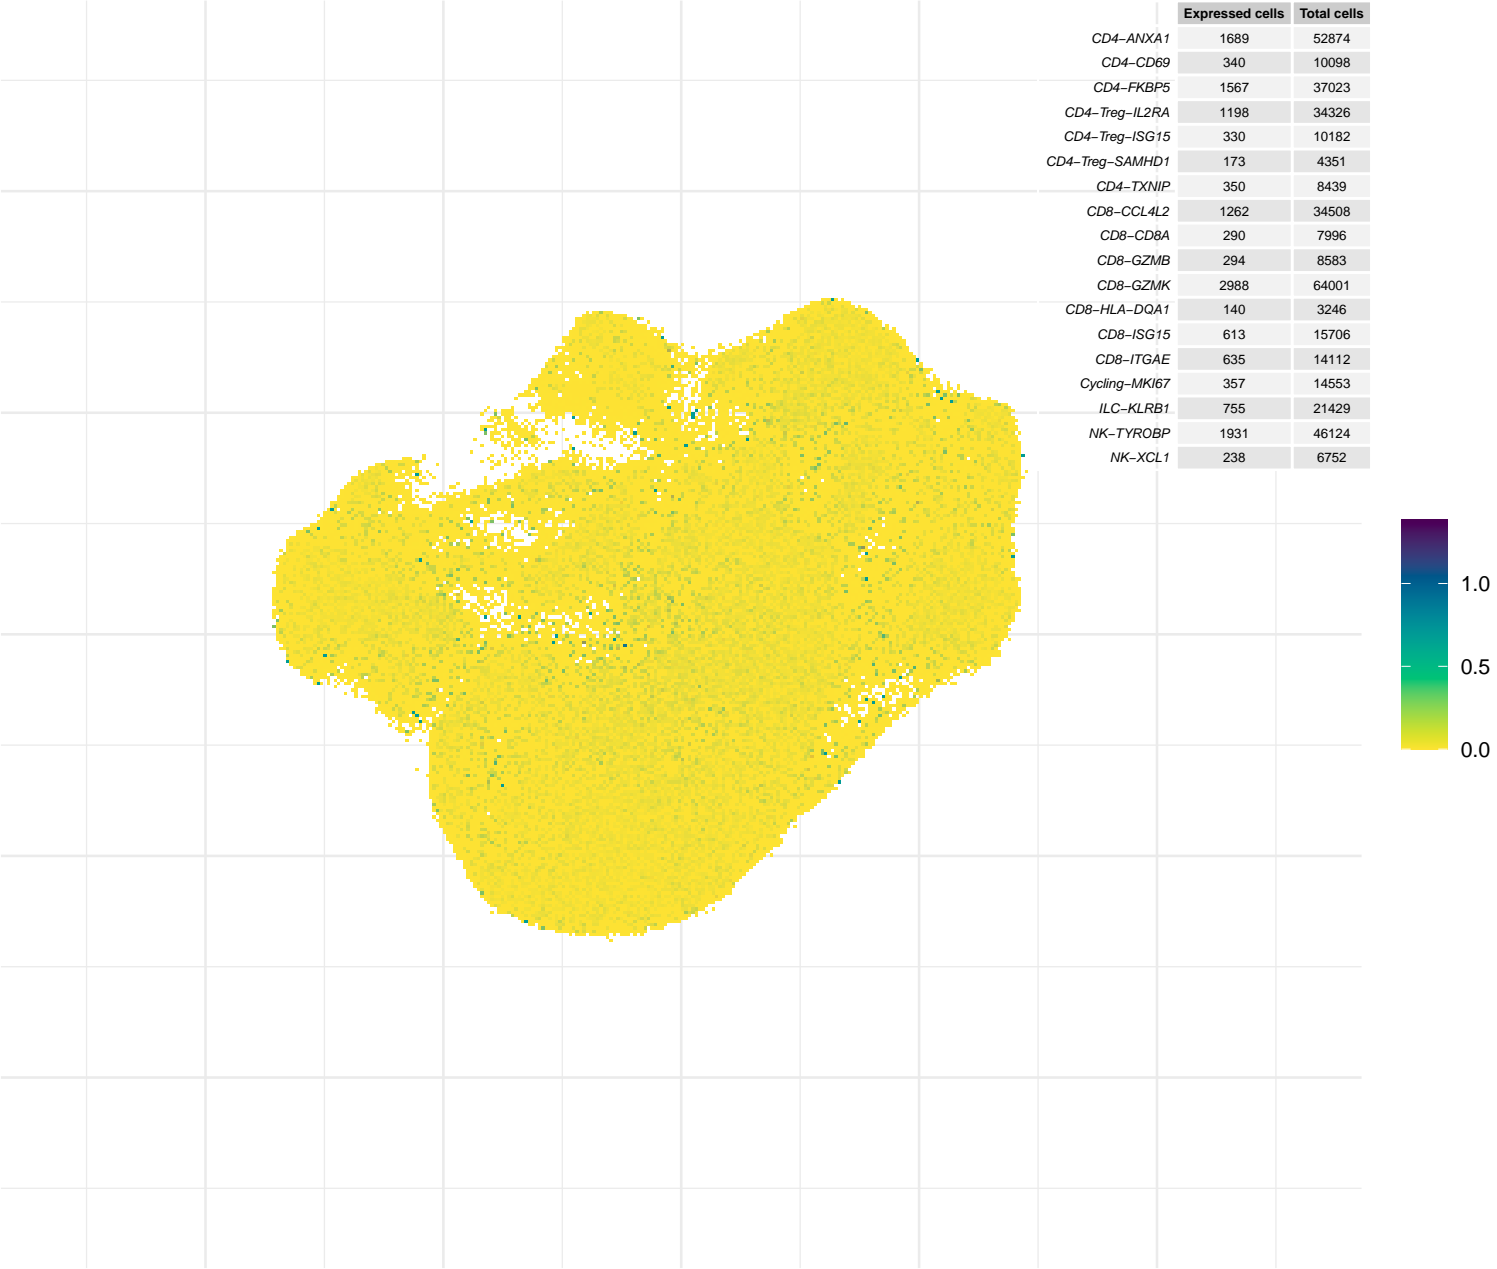 Expressed cells Total cells
CD4−ANXA1 1689 52874
CD4−CD69 340 10098
CD4−FKBP5 1567 37023
CD4−Treg−IL2RA 1198 34326
CD4−Treg−ISG15 330 10182
CD4−Treg−SAMHD1 173 4351
CD4−TXNIP 350 8439
CD8−CCL4L2 1262 34508
CD8−CD8A 290 7996
CD8−GZMB 294 8583
CD8−GZMK 2988 64001
CD8−HLA−DQA1 140 3246
CD8−ISG15 613 15706
CD8−ITGAE 635 14112
Cycling−MKI67 357 14553
ILC−KLRB1 755 21429
NK−TYROBP 1931 46124
NK−XCL1 238 6752
1.0
0.5
0.0